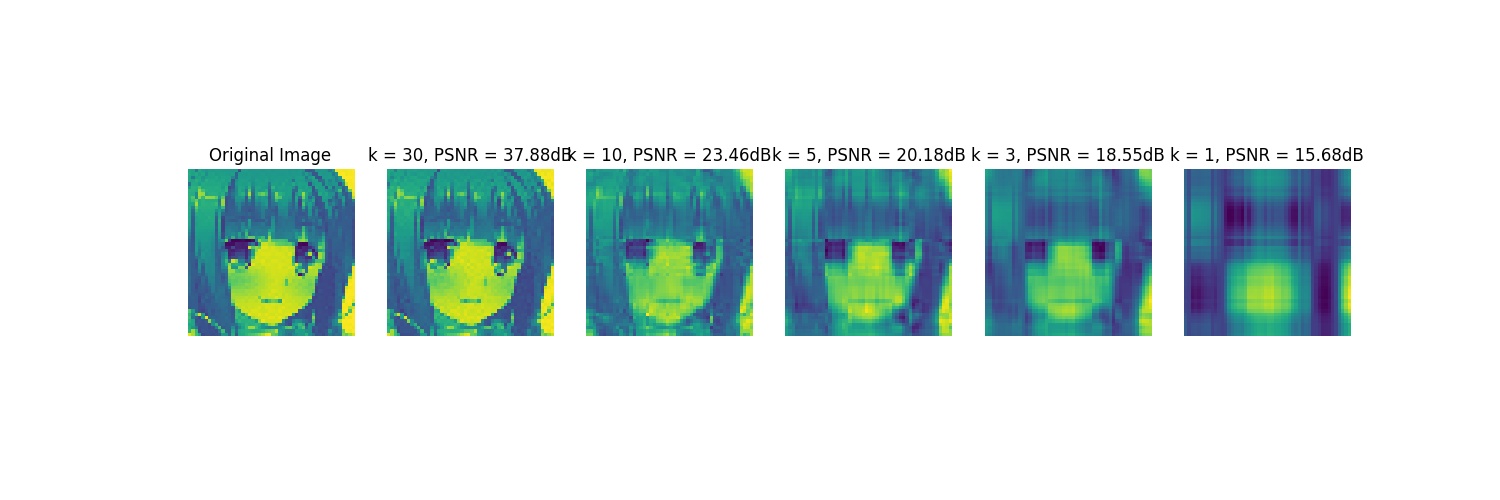 Original Image
k = 30, PSNR = 37.88dB
k = 10, PSNR = 23.46dB
k = 5, PSNR = 20.18dB
k = 3, PSNR = 18.55dB
k = 1, PSNR = 15.68dB